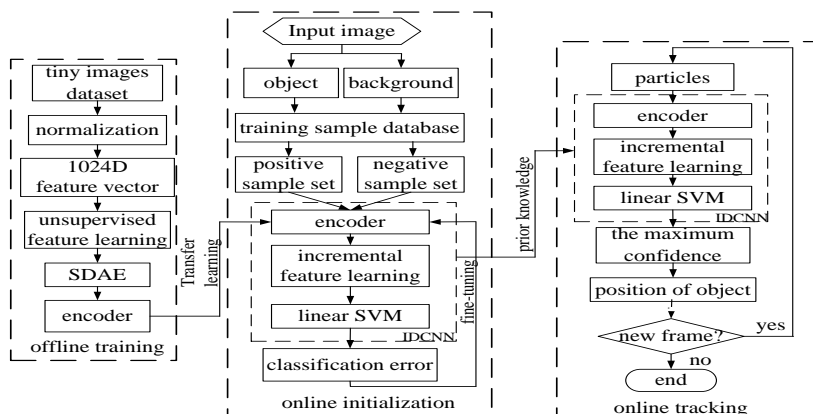 tiny images
dataset
normalization
1024D
feature vector
unsupervised
feature learning
SDAE
encoder
offline training
Transfer
learning
Input image
object
background
training sample database
positive
sample set
negative
sample set
encoder
incremental
feature learning
linear SVM
IDCNN
classification error
fine-tuning
online initialization
prior knowledge
particles
encoder
incremental
feature learning
linear SVM
IDCNN
the maximum
confidence
position of object
new frame?
yes
no
end
online tracking